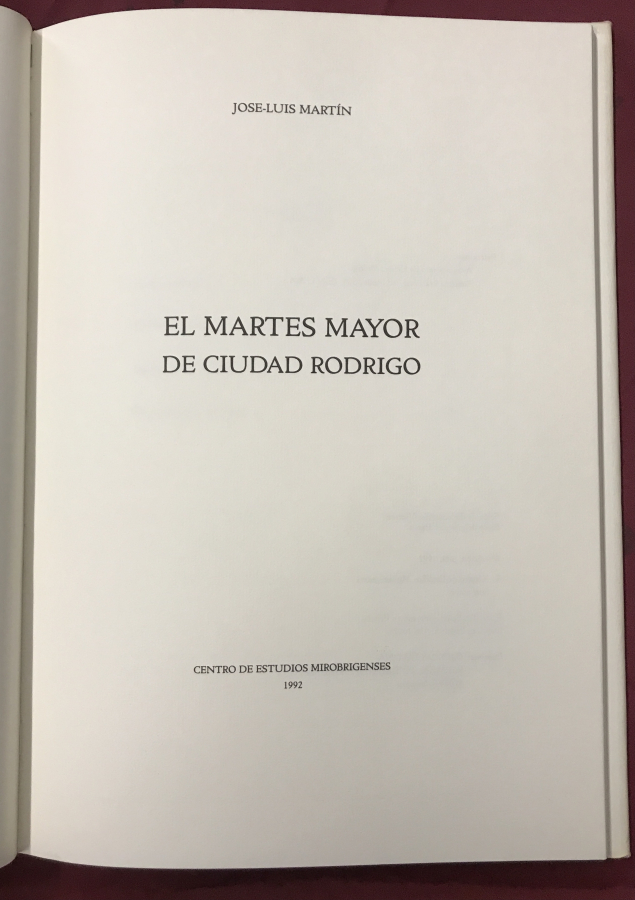 JOSE-LUIS MARTÍN
EL MARTES MAYOR
DE CIUDAD RODRIGO
CENTRO DE ESTUDIOS MIROBRIGENSES
1992